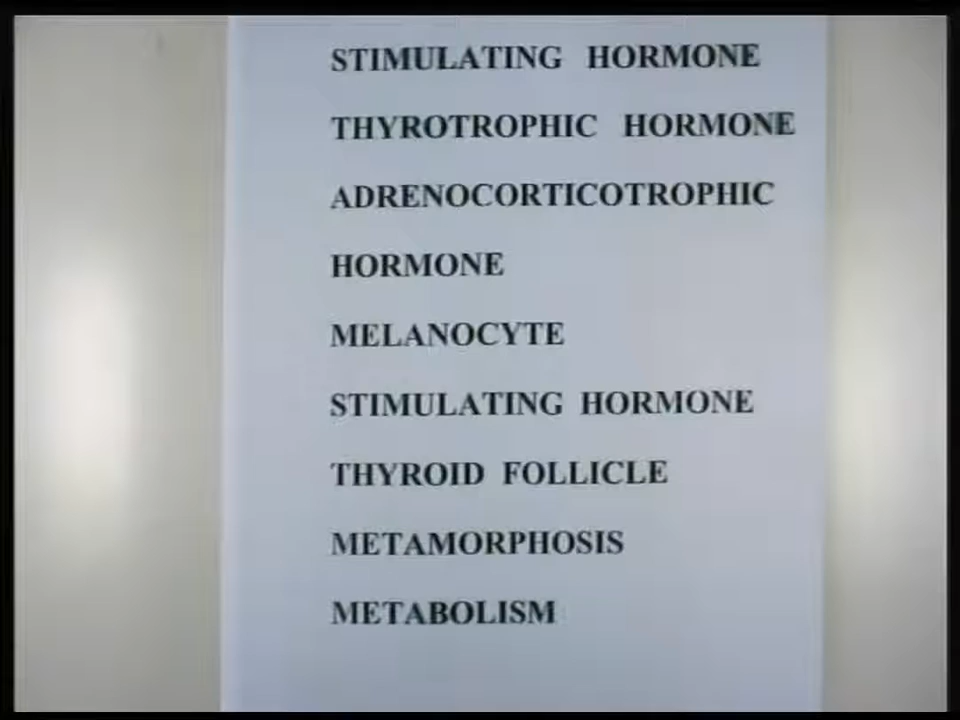 STIMULATING HORMONE
THYROTROPHIC HORMONE
ADRENOCORTICOTROPHIC
HORMONE
MELANOCYTE
STIMULATING HORMONE
THYROID FOLLICLE
METAMORPHOSIS
METABOLISM